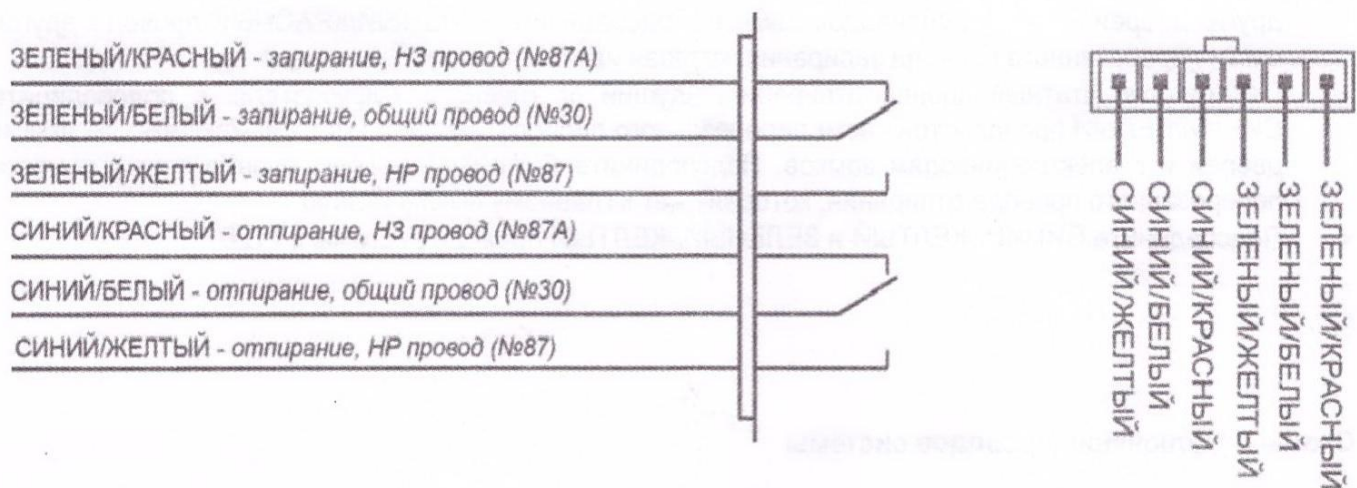 ЗЕЛЕНЫЙ/КРАСНЫЙ - запирание, НЗ провод (№87А)
ЗЕЛЕНЫЙ/БЕЛЫЙ - запирание, общий провод (№30)
ЗЕЛЕНЫЙ/ЖЕЛТЫЙ - запирание, НР провод (№87)
СИНИЙ/КРАСНЫЙ - отпирание, НЗ провод (№87А)
СИНИЙ/БЕЛЫЙ - отпирание, общий провод (№30)
СИНИЙ/ЖЕЛТЫЙ - отпирание, НР провод (№87)
СИНИЙ/ЖЕЛТЫЙ
СИНИЙ/БЕЛЫЙ
СИНИЙ/КРАСНЫЙ
ЗЕЛЕНЫЙ/ЖЕЛТЫЙ
ЗЕЛЕНЫЙ/БЕЛЫЙ
ЗЕЛЕНЫЙ/КРАСНЫЙ